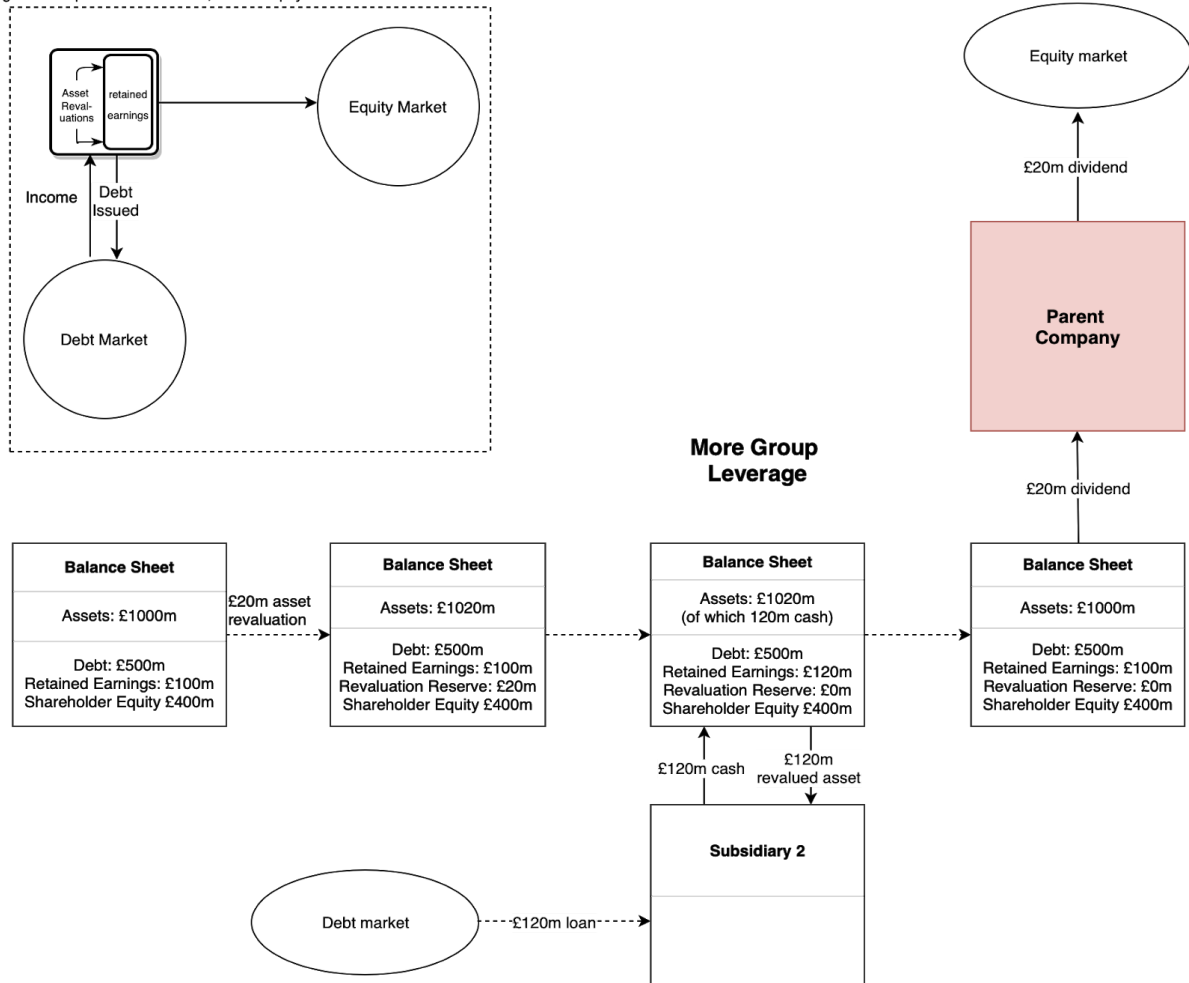 Asset
Reval-
uations
retained
earnings
Equity Market
Income
Debt
Issued
Debt Market
Equity market
£20m dividend
Parent
Company
£20m dividend
More Group
Leverage
Balance Sheet
Assets: £1000m
Debt: £500m
Retained Earnings: £100m
Shareholder Equity £400m
£20m asset
revaluation
Balance Sheet
Assets: £1020m
Debt: £500m
Retained Earnings: £100m
Revaluation Reserve: £20m
Shareholder Equity £400m
Balance Sheet
Assets: £1020m
(of which 120m cash)
Debt: £500m
Retained Earnings: £120m
Revaluation Reserve: £0m
Shareholder Equity £400m
Balance Sheet
Assets: £1000m
Debt: £500m
Retained Earnings: £100m
Revaluation Reserve: £0m
Shareholder Equity £400m
£120m cash
£120m
revalued asset
Subsidiary 2
Debt market
£120m loan